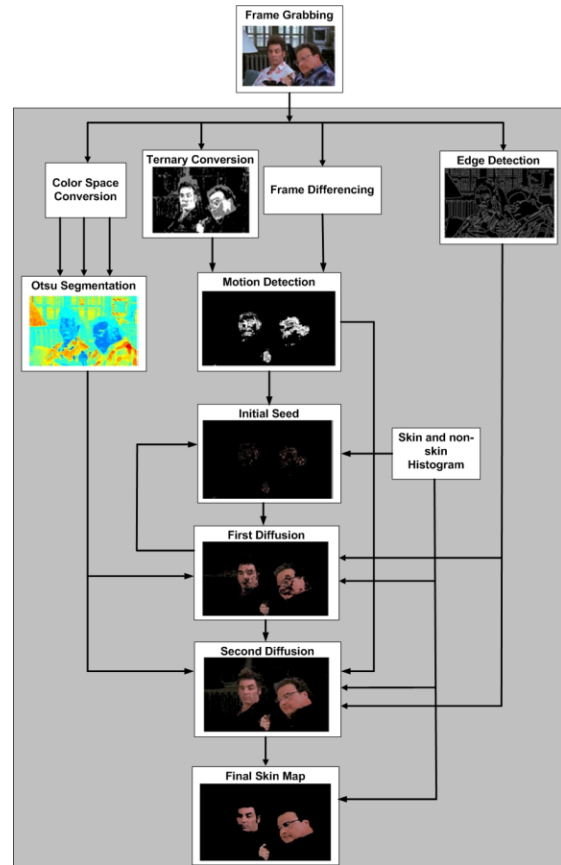 Frame Grabbing
Ternary Conversion
Edge Detection
Color Space
Conversion
Frame Differencing
Otsu Segmentation
Motion Detection
Initial Seed
Skin and non-
skin
Histogram
First Diffusion
Second Diffusion
Final Skin Map